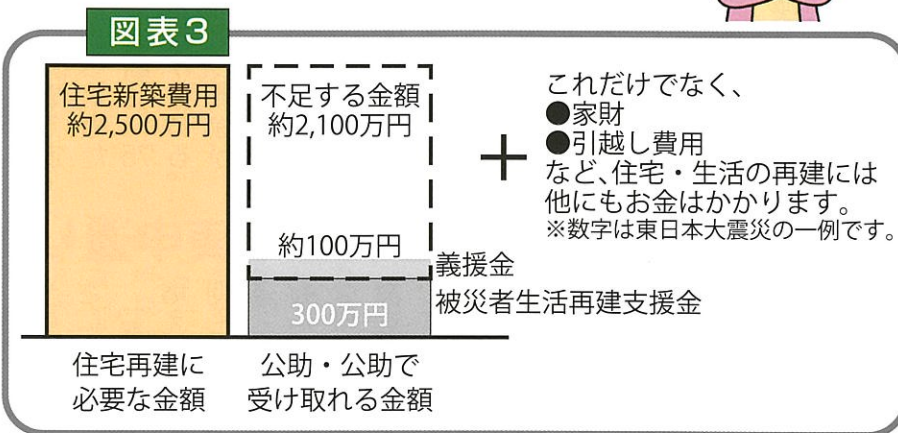 図表3
住宅新築費用
約2,500万円
不足する金額
約2,100万円
約100万円
300万円
義援金
被災者生活再建支援金
住宅再建に
必要な金額
公助・公助で
受け取れる金額
+
これだけでなく、
●家財
●引越し費用
など、住宅・生活の再建には
他にもお金はかかります。
※数字は東日本大震災の一例です。